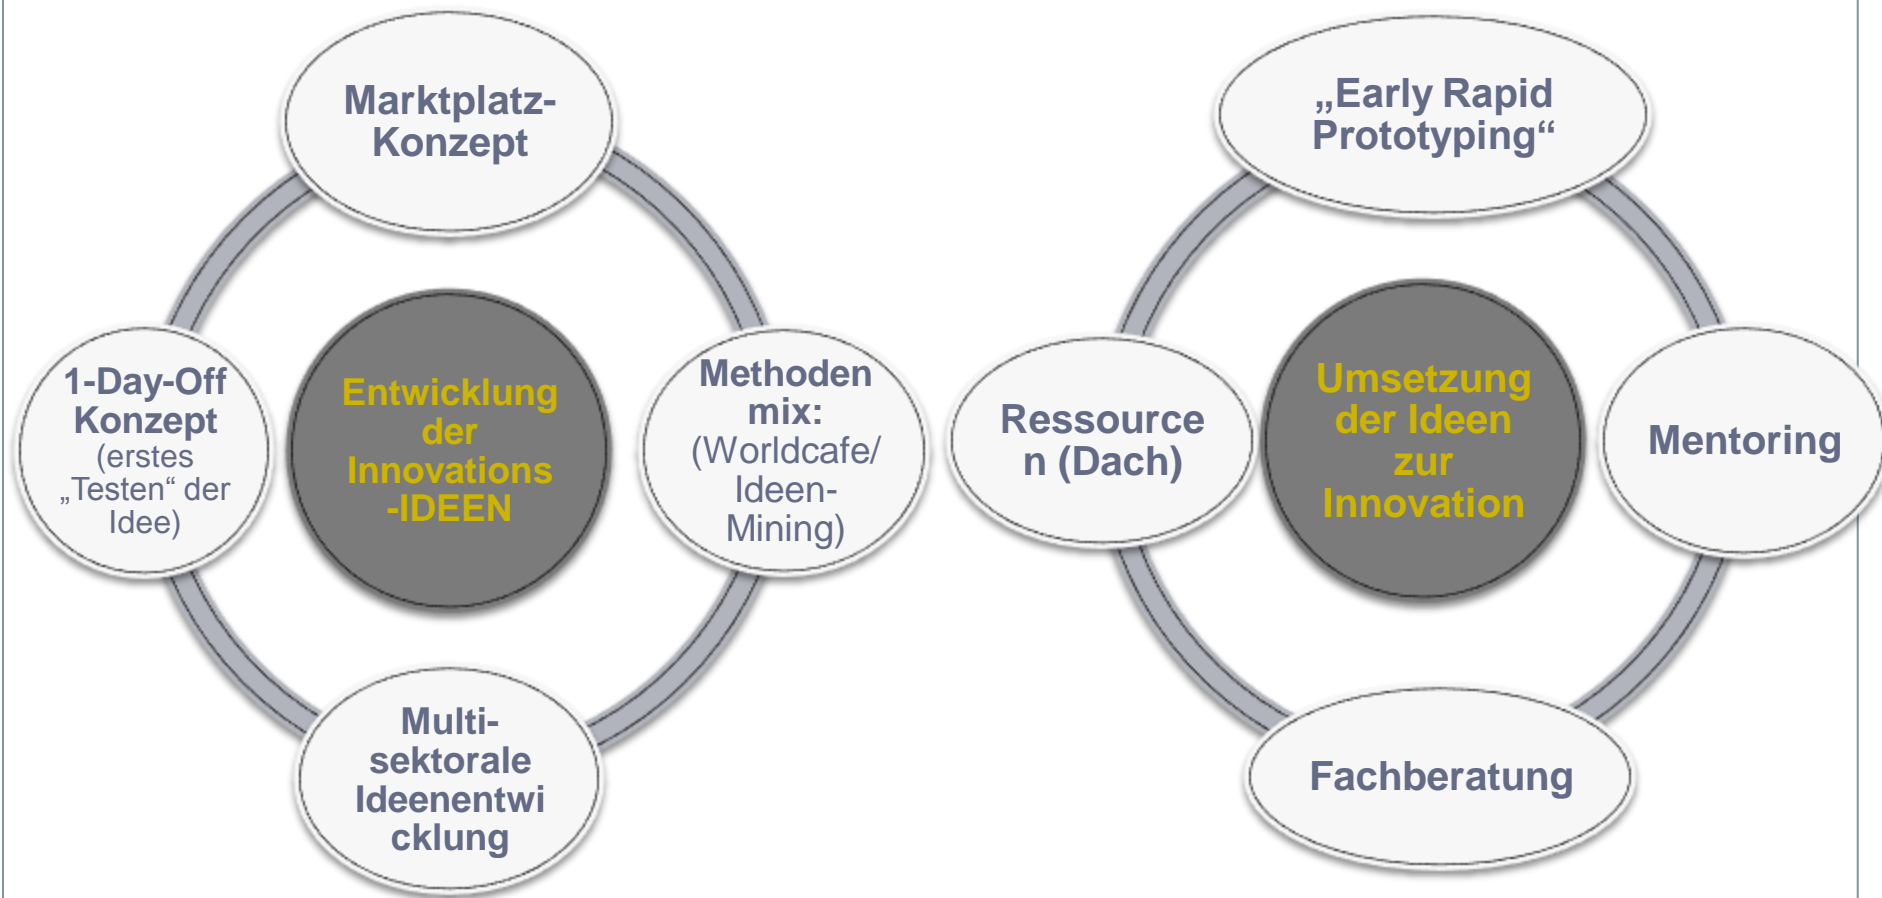 Marktplatz-
Konzept
1-Day-Off
Konzept
(erstes
„Testen“ der
Idee)
Entwicklung
der
Innovations
-IDEEN
Methoden
mix:
(Worldcafe/
Ideen-
Mining)
Multi-
sektorale
Ideenentwi
cklung
„Early Rapid
Prototyping“
Ressource
n (Dach)
Umsetzung
der Ideen
zur
Innovation
Mentoring
Fachberatung